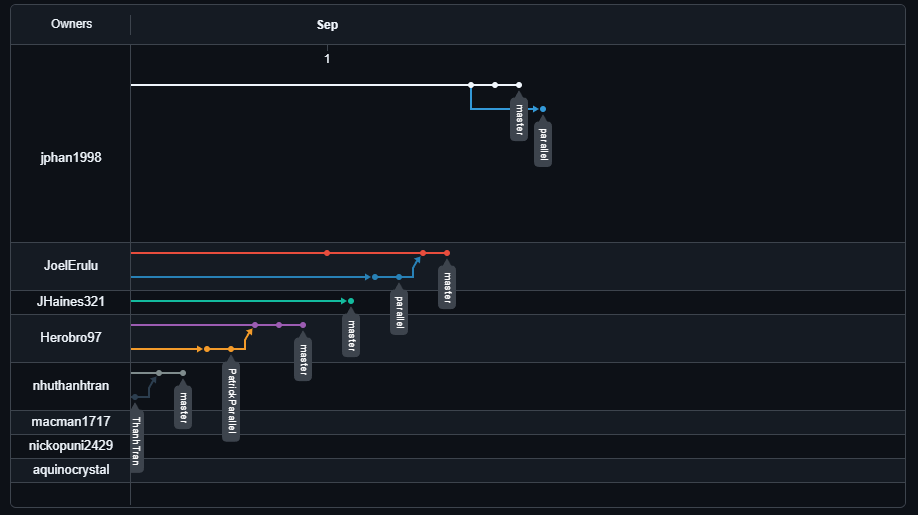 Owners
Sep
1
jphan1998
master
parallel
JoelErulu
master
parallel
JHaines321
master
Herobro97
master
PatrickParallel
nhuthanhtran
master
ThanhTran
macman1717
nickopuni2429
aquinocrystal